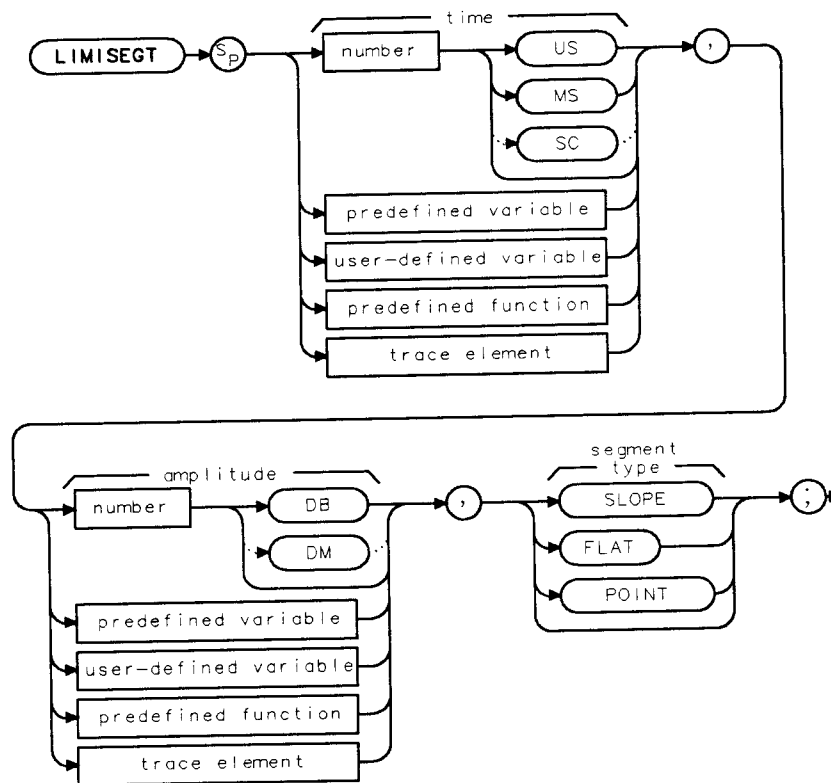 time
LIMISEGT SP number US ,
MS
SC
predefined variable
user-defined variable
predefined function
trace element
segment
amplitude type
number DB , SLOPE ;
DM FLAT
POINT
predefined variable
user-defined variable
predefined function
trace element